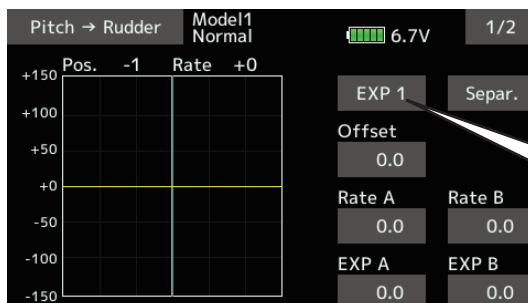 Pitch → Rudder Model1 Normal 6.7V 1/2
Pos. -1 Rate +0
+150
+100
+50
+0
-50
-100
-150
EXP 1 Separ.
Offset
0.0
Rate A Rate B
0.0 0.0
EXP A EXP B
0.0 0.0